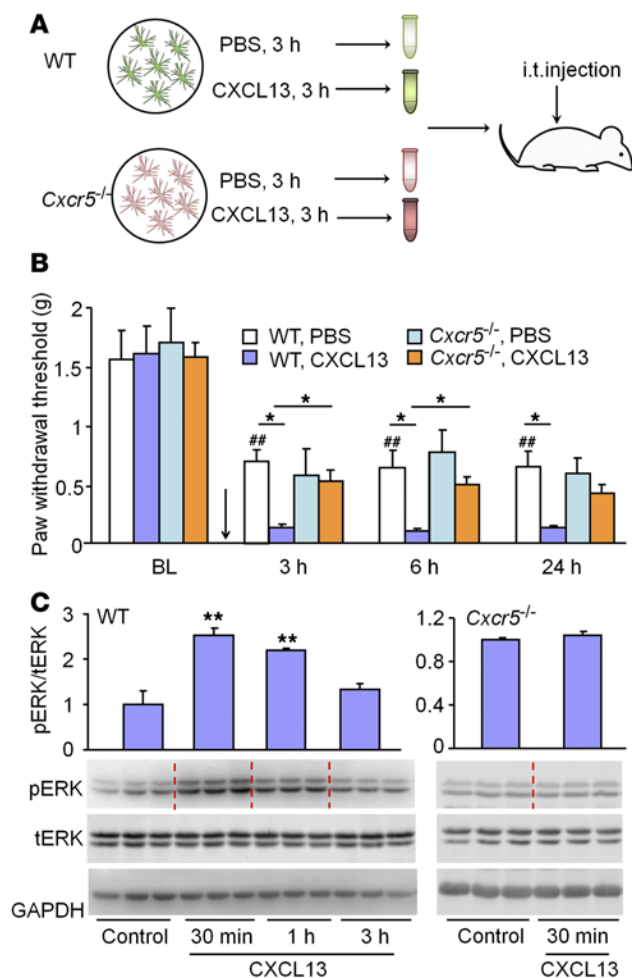 A
WT
PBS, 3 h
CXCL13, 3 h
i.t.injection
Cxcr5-/-
PBS, 3 h
CXCL13, 3 h
B
Paw withdrawal threshold (g)
2
1.5
1
0.5
0
WT, PBS
Cxcr5-/-, PBS
WT, CXCL13
Cxcr5-/-, CXCL13
* * * * *
## ## ##
BL 3 h 6 h 24 h
C
WT
Cxcr5-/-
pERK/tERK
3
2
1
0
** **
1.2
0.8
0.4
0
pERK
tERK
GAPDH
Control 30 min 1 h 3 h
CXCL13
Control 30 min
CXCL13